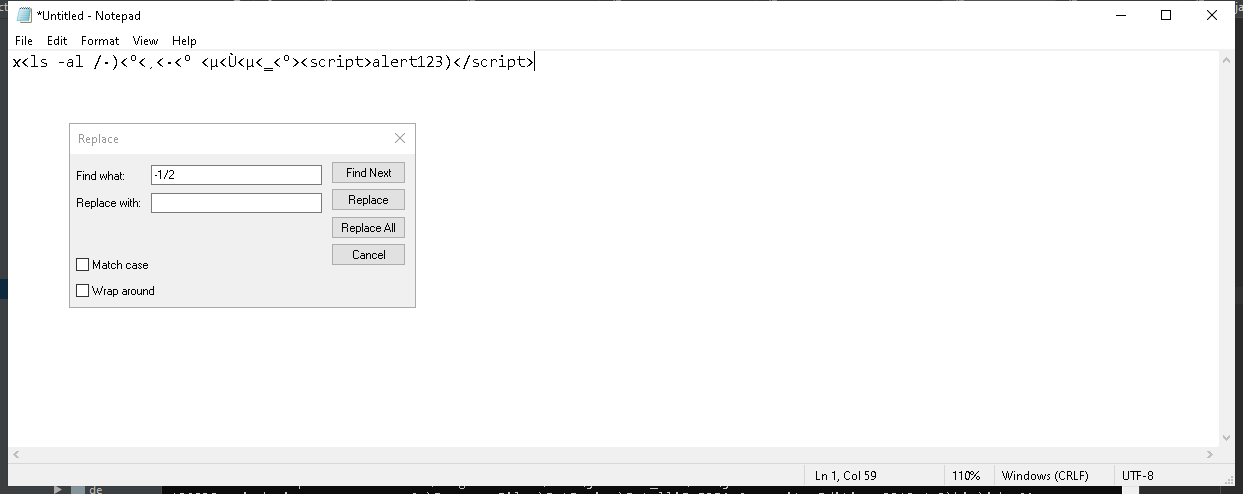 *Untitled - Notepad
File Edit Format View Help
x<ls -al /-)<º<¸<-<º <µ<Ù<µ<‗<º><script>alert123)</script>
Replace
Find what: -1/2 Find Next
Replace with: Replace
Replace All
Cancel
Match case
Wrap around
Ln 1, Col 59 110% Windows (CRLF) UTF-8
de